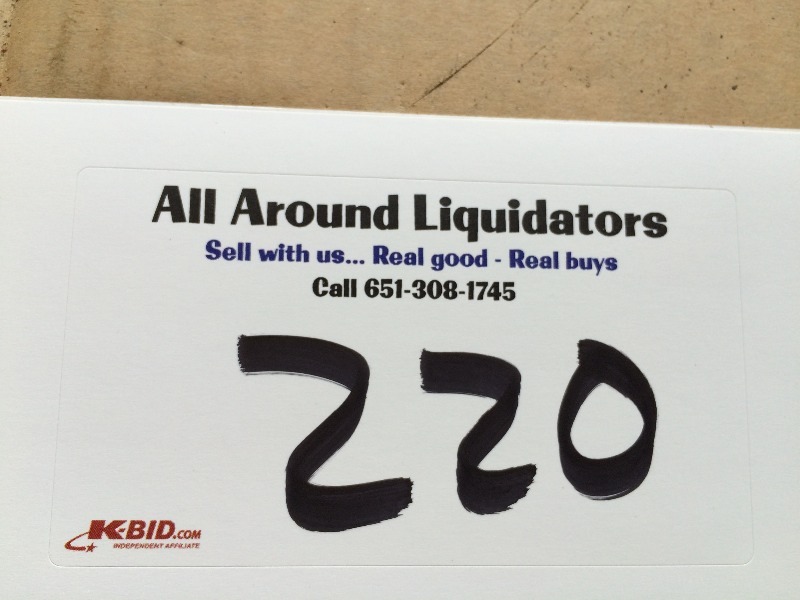 All Around Liquidators
Sell with us... Real good - Real buys
Call 651-308-1745
220
K-BID.COM
INDEPENDENT AFFILIATE